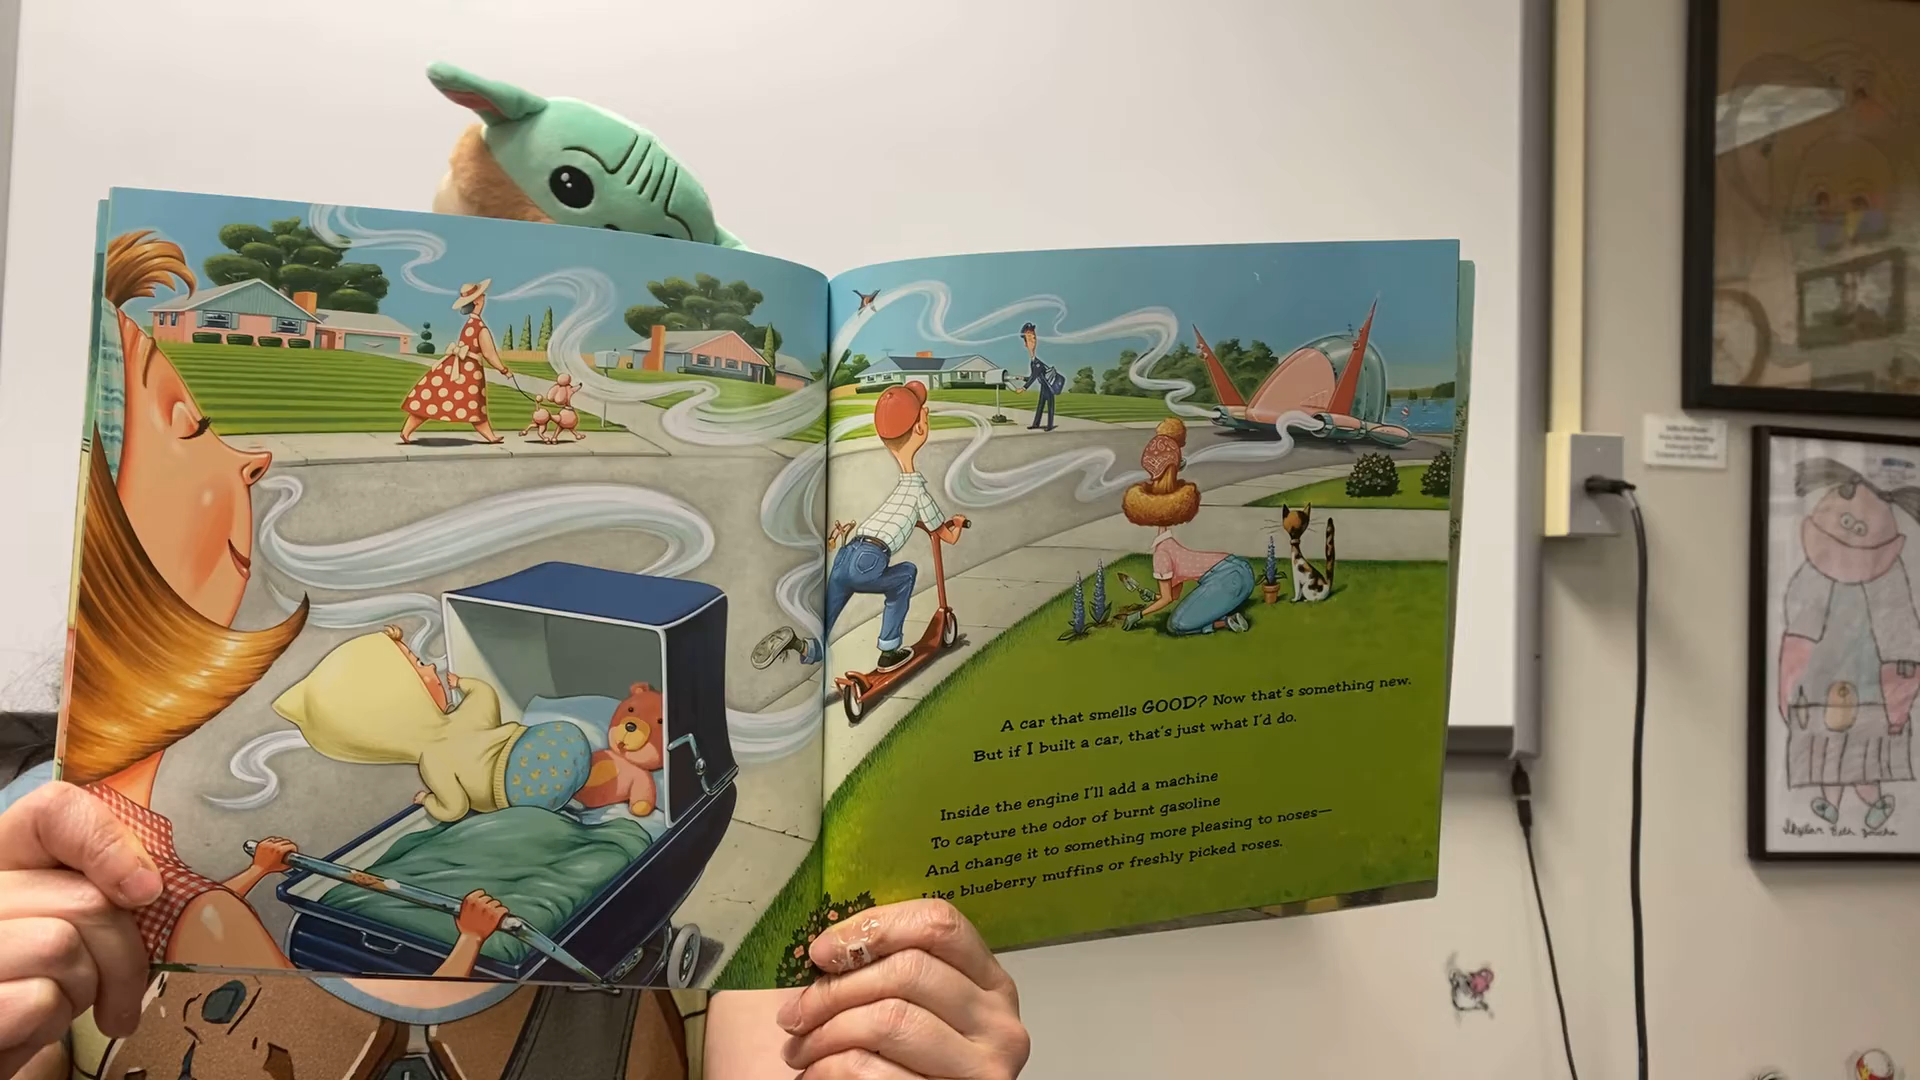 A car that smells GOOD? Now that's something new.
But if I built a car, that's just what I'd do.
Inside the engine I'll add a machine
To capture the odor of burnt gasoline
And change it to something more pleasing to noses—
Like blueberry muffins or freshly picked roses.